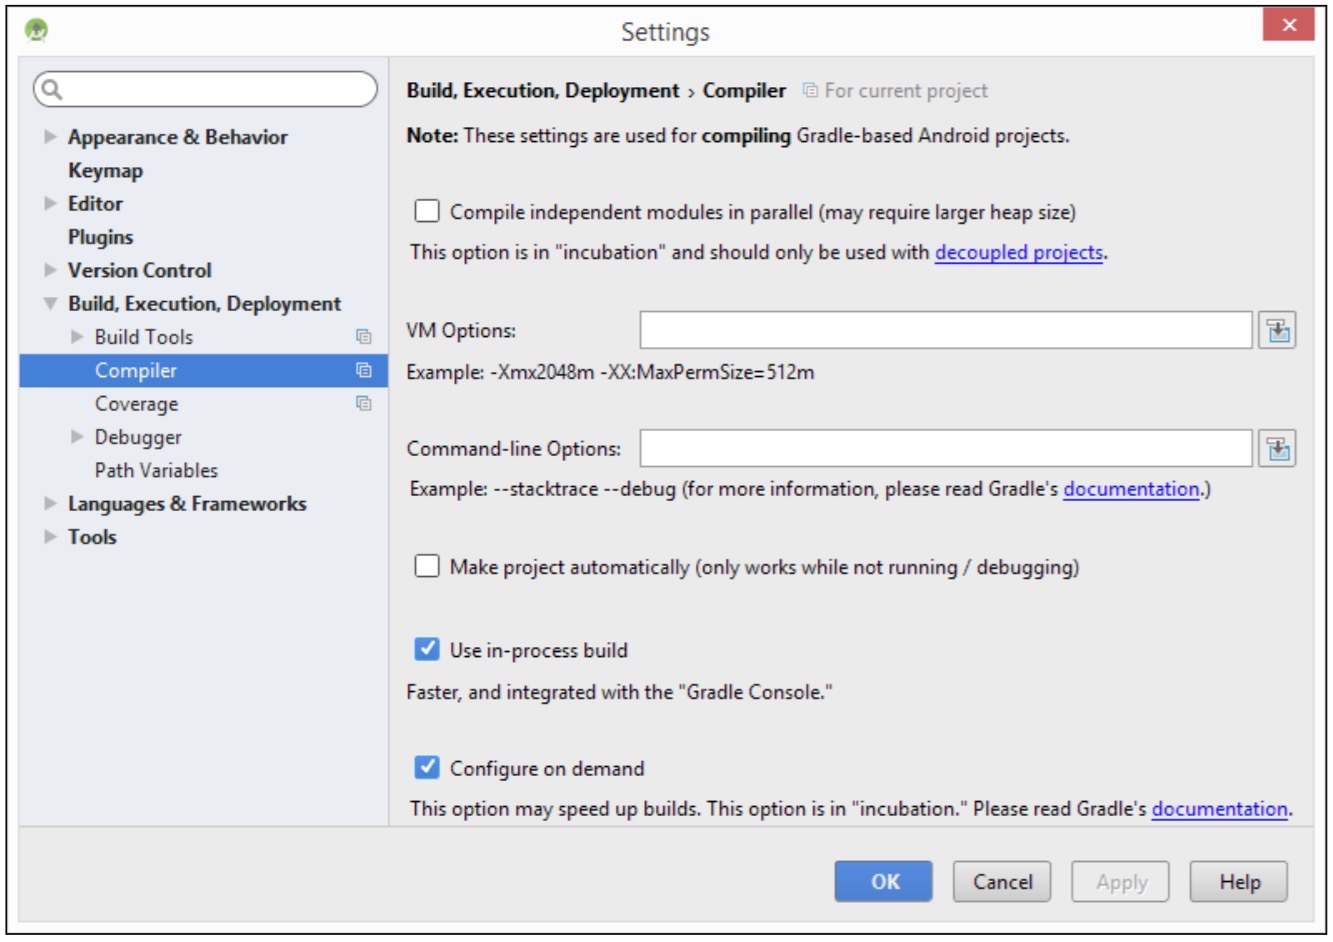 Settings
Build, Execution, Deployment › Compiler For current project
Note: These settings are used for compiling Gradle-based Android projects.
Appearance & Behavior
Keymap
Editor
Plugins
Version Control
Build, Execution, Deployment
Build Tools
Compiler
Coverage
Debugger
Path Variables
Languages & Frameworks
Tools
Compile independent modules in parallel (may require larger heap size)
This option is in "incubation" and should only be used with decoupled projects.
VM Options:
Example: -Xmx2048m -XX:MaxPermSize=512m
Command-line Options:
Example: --stacktrace --debug (for more information, please read Gradle's documentation.)
Make project automatically (only works while not running / debugging)
Use in-process build
Faster, and integrated with the "Gradle Console."
Configure on demand
This option may speed up builds. This option is in "incubation." Please read Gradle's documentation.
OK Cancel Apply Help